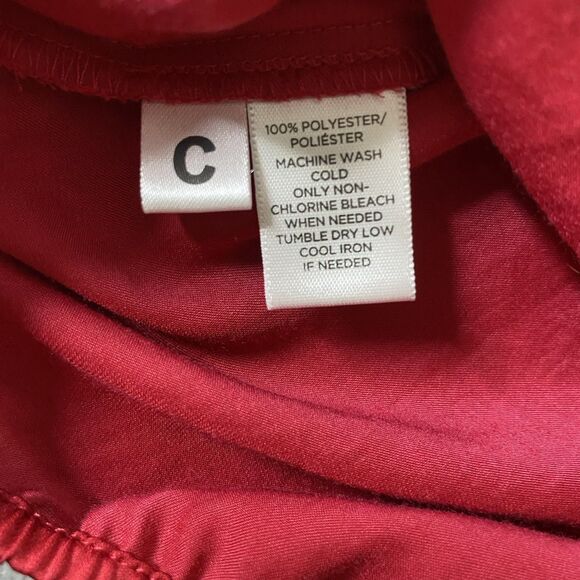 C
100% POLYESTER/
POLIÉSTER
MACHINE WASH
COLD
ONLY NON-
CHLORINE BLEACH
WHEN NEEDED
TUMBLE DRY LOW
COOL IRON
IF NEEDED